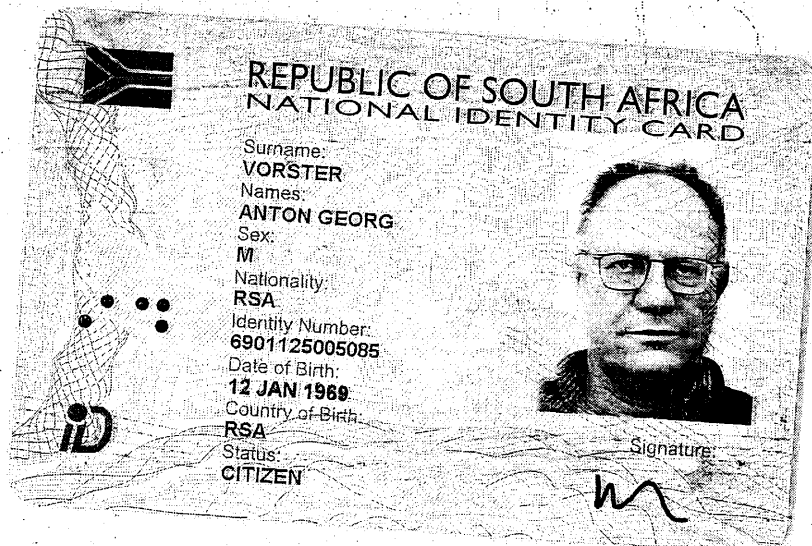 REPUBLIC OF SOUTH AFRICA
NATIONAL IDENTITY CARD
Surname:
VORSTER
Names:
ANTON GEORG
Sex:
M
Nationality:
RSA
Identity Number:
6901125005085
Date of Birth:
12 JAN 1969
Country of Birth:
RSA
Status:
CITIZEN
Signature:
iD